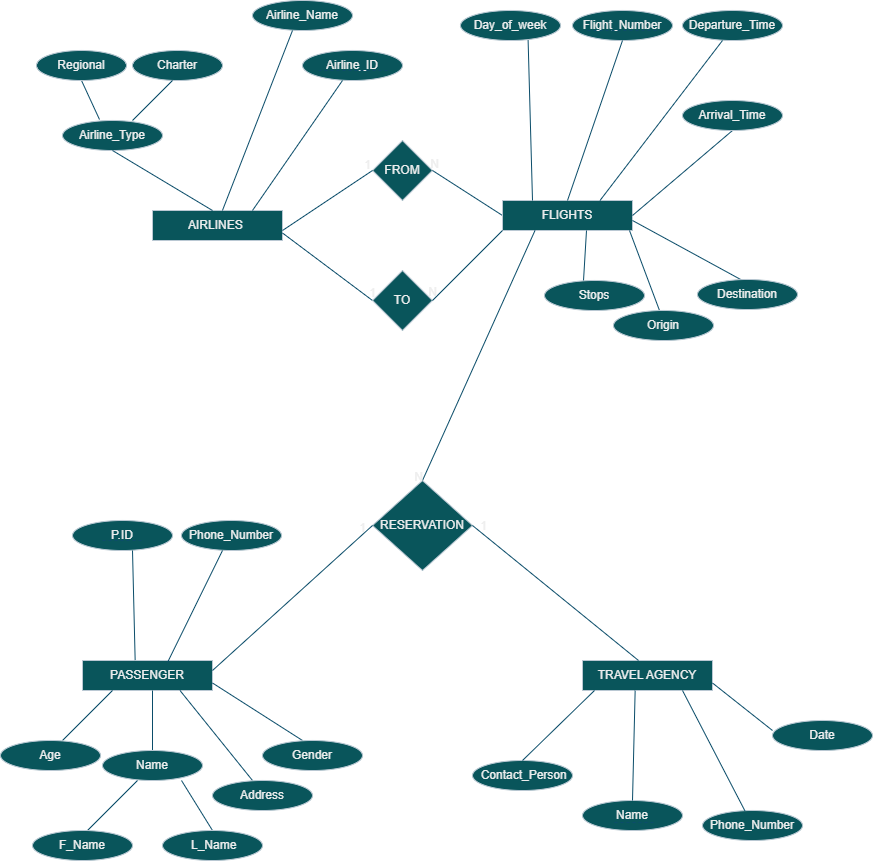 Airline_Name
Day_of_week
Flight_Number
Departure_Time
Regional
Charter
Airline_ID
Arrival_Time
Airline_Type
1
FROM
N
AIRLINES
FLIGHTS
1
TO
N
Stops
Destination
Origin
N
1
RESERVATION
1
P.ID
Phone_Number
PASSENGER
TRAVEL AGENCY
Age
Name
Gender
Date
Contact_Person
Address
Name
Phone_Number
F_Name
L_Name